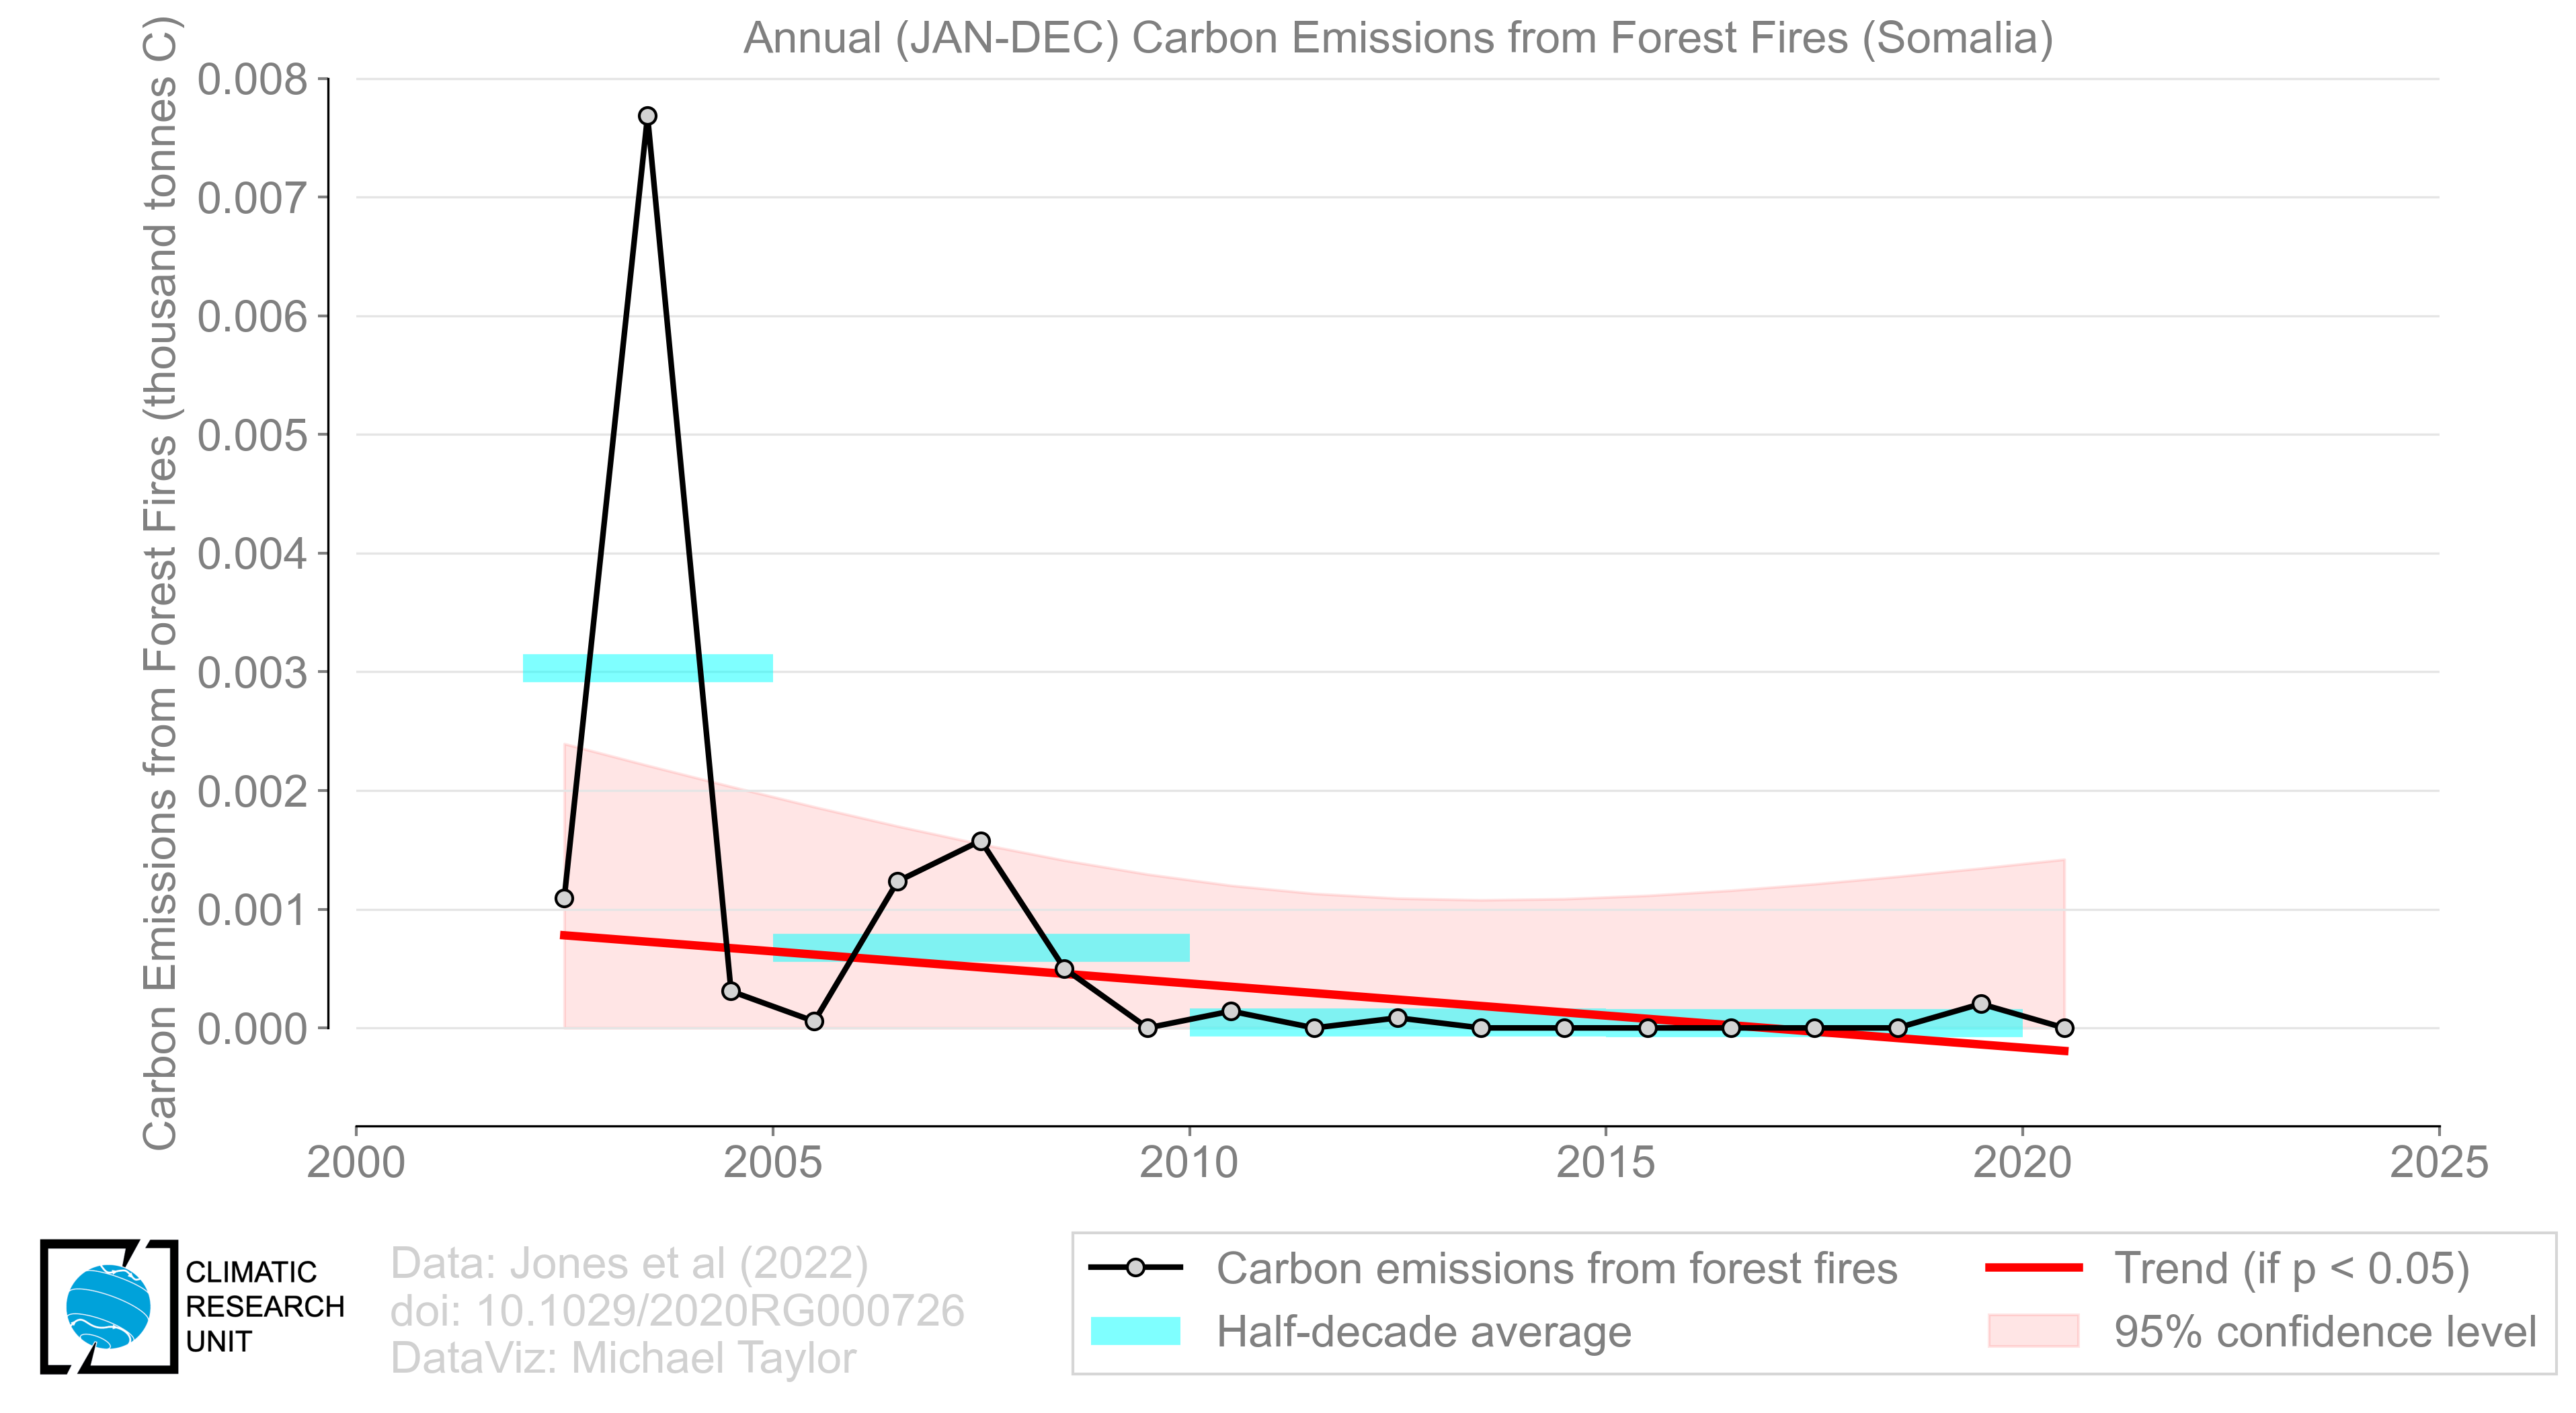 Annual (JAN-DEC) Carbon Emissions from Forest Fires (Somalia)
Carbon Emissions from Forest Fires (thousand tonnes C)
0.008
0.007
0.006
0.005
0.004
0.003
0.002
0.001
0.000
2000 2005 2010 2015 2020 2025
CLIMATIC
RESEARCH
UNIT
Data: Jones et al (2022)
doi: 10.1029/2020RG000726
DataViz: Michael Taylor
Carbon emissions from forest fires
Half-decade average
Trend (if p < 0.05)
95% confidence level